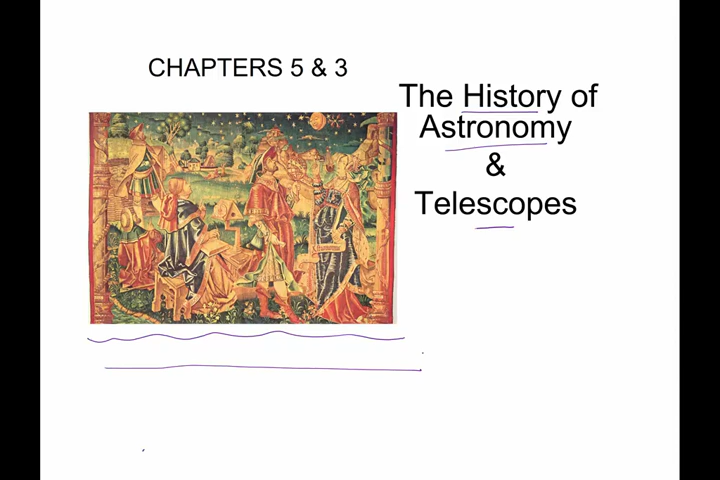 CHAPTERS 5 & 3
The History of
Astronomy
&
Telescopes